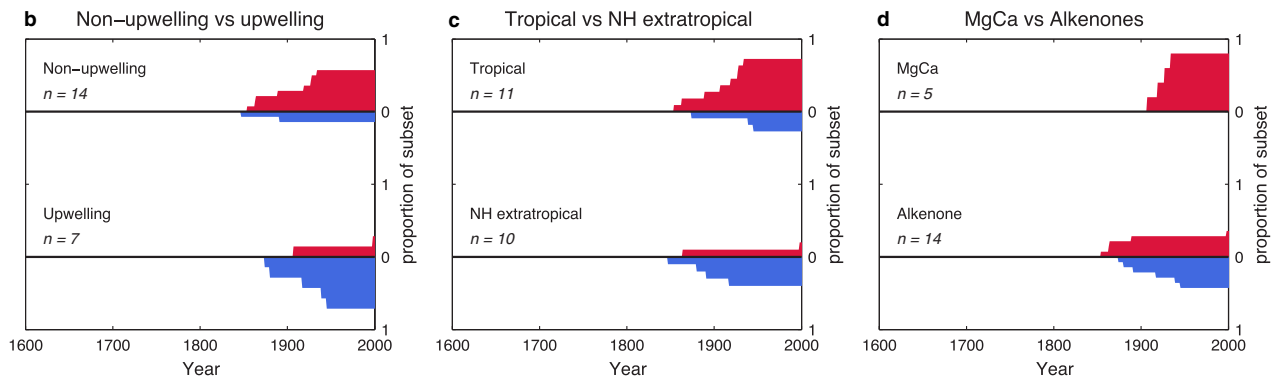 b Non−upwelling vs upwelling
Non−upwelling
n = 14
Upwelling
n = 7
1
0
1
0
1
proportion of subset
1600 1700 1800 1900 2000
Year
c Tropical vs NH extratropical
Tropical
n = 11
NH extratropical
n = 10
1
0
1
0
1
proportion of subset
1600 1700 1800 1900 2000
Year
d MgCa vs Alkenones
MgCa
n = 5
Alkenone
n = 14
1
0
1
0
1
proportion of subset
1600 1700 1800 1900 2000
Year